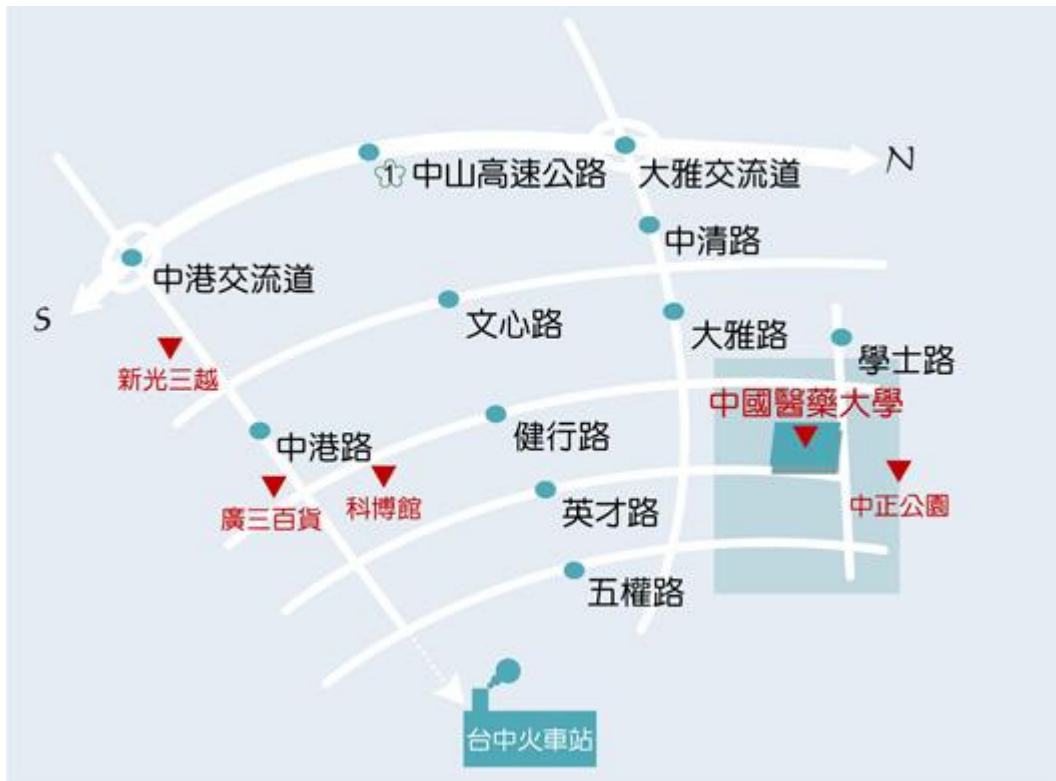 1 中山高速公路
大雅交流道
N
中清路
中港交流道
S
文心路
大雅路
學士路
新光三越
中國醫藥大學
中港路
健行路
廣三百貨
科博館
英才路
中正公園
五權路
台中火車站